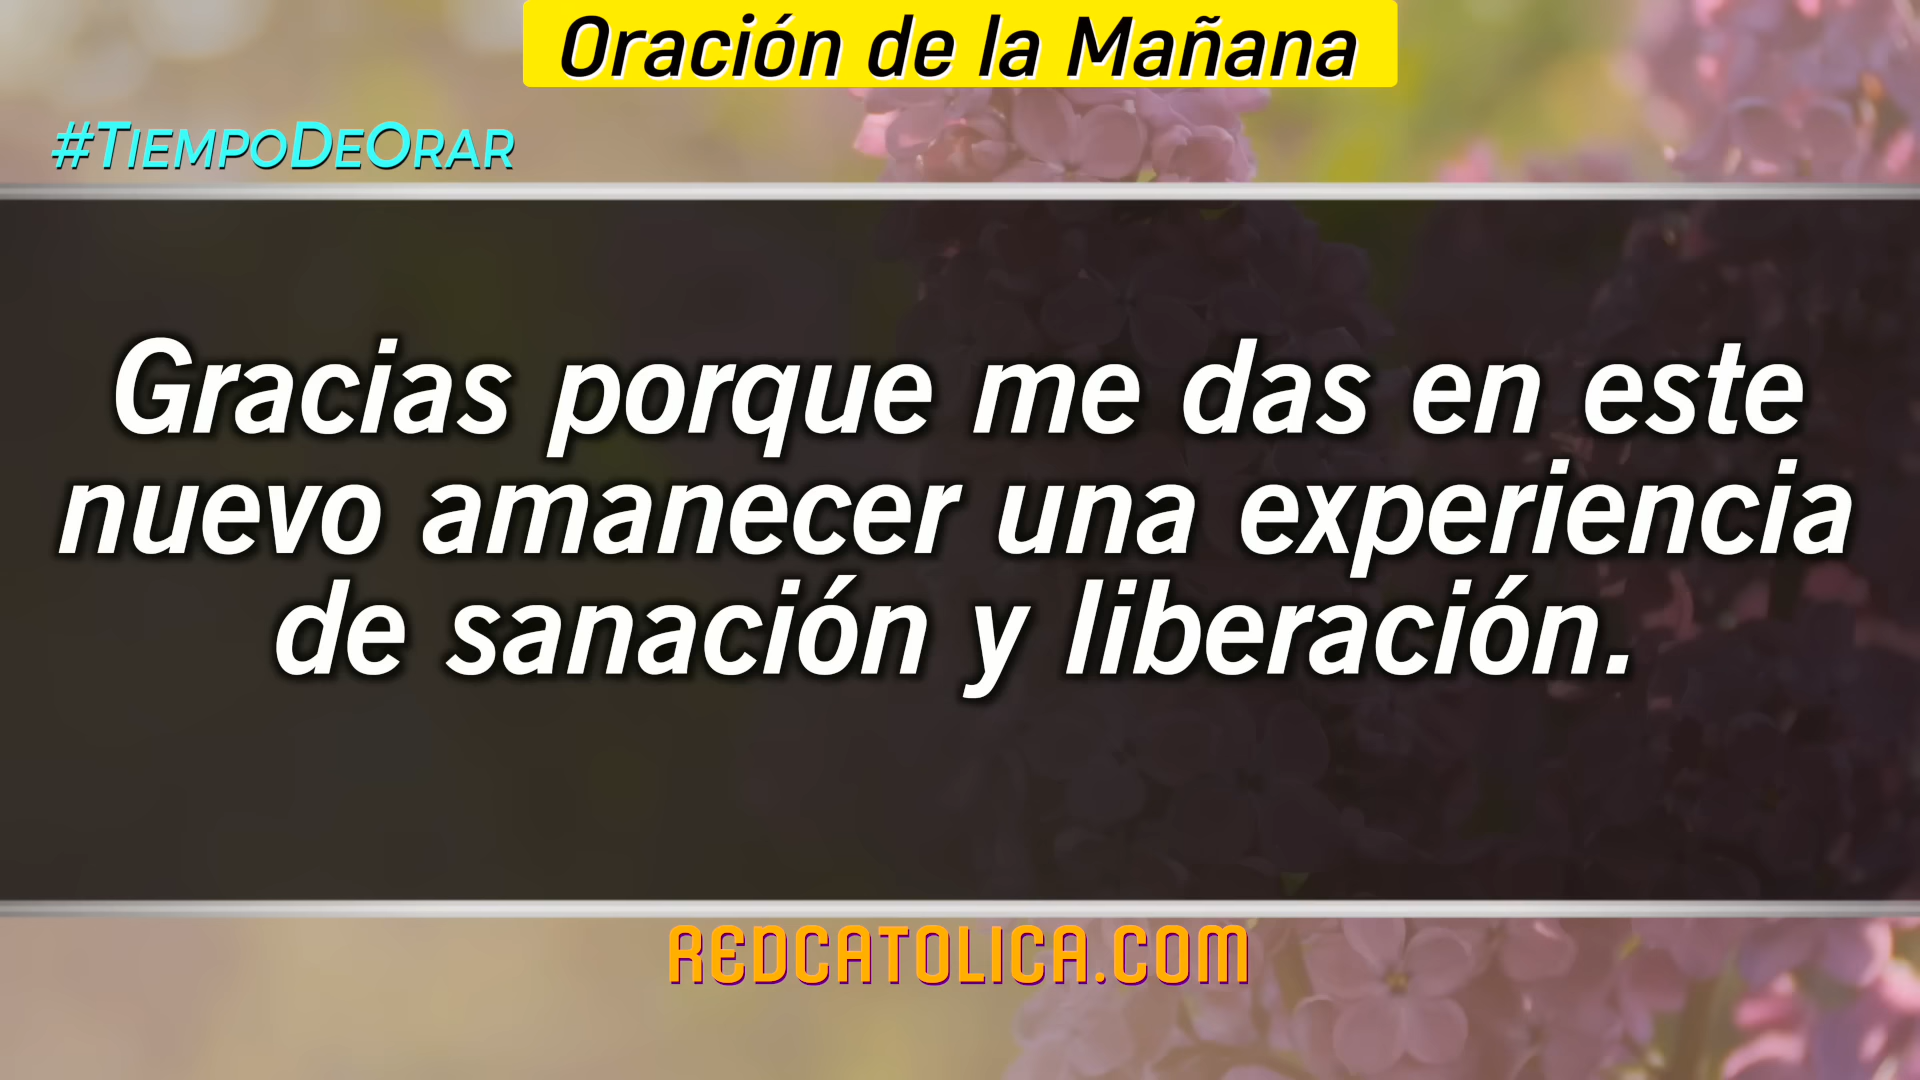 Oración de la Mañana
#TiempoDeOrar
Gracias porque me das en este
nuevo amanecer una experiencia
de sanación y liberación.
REDCATOLICA.COM